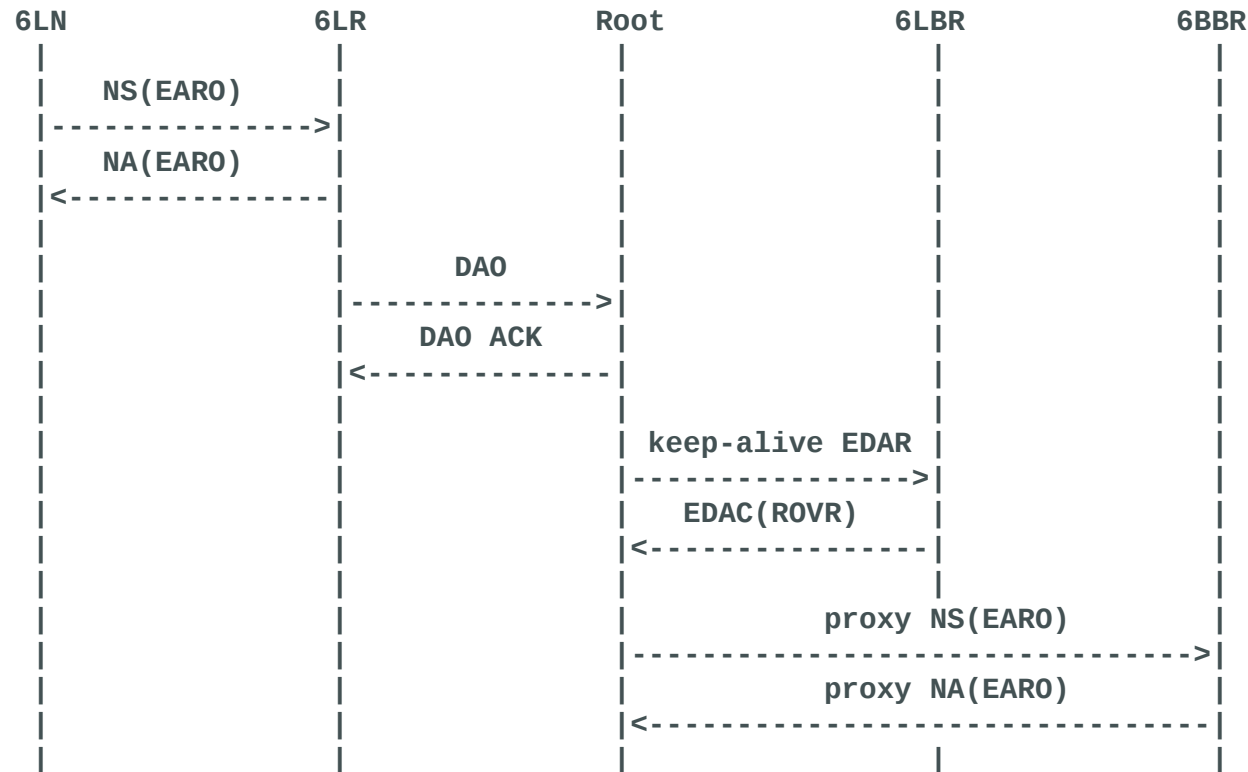 6LN 6LR Root 6LBR 6BBR
NS(EARO)
NA(EARO)
DAO
DAO ACK
keep-alive EDAR
EDAC(ROVR)
proxy NS(EARO)
proxy NA(EARO)